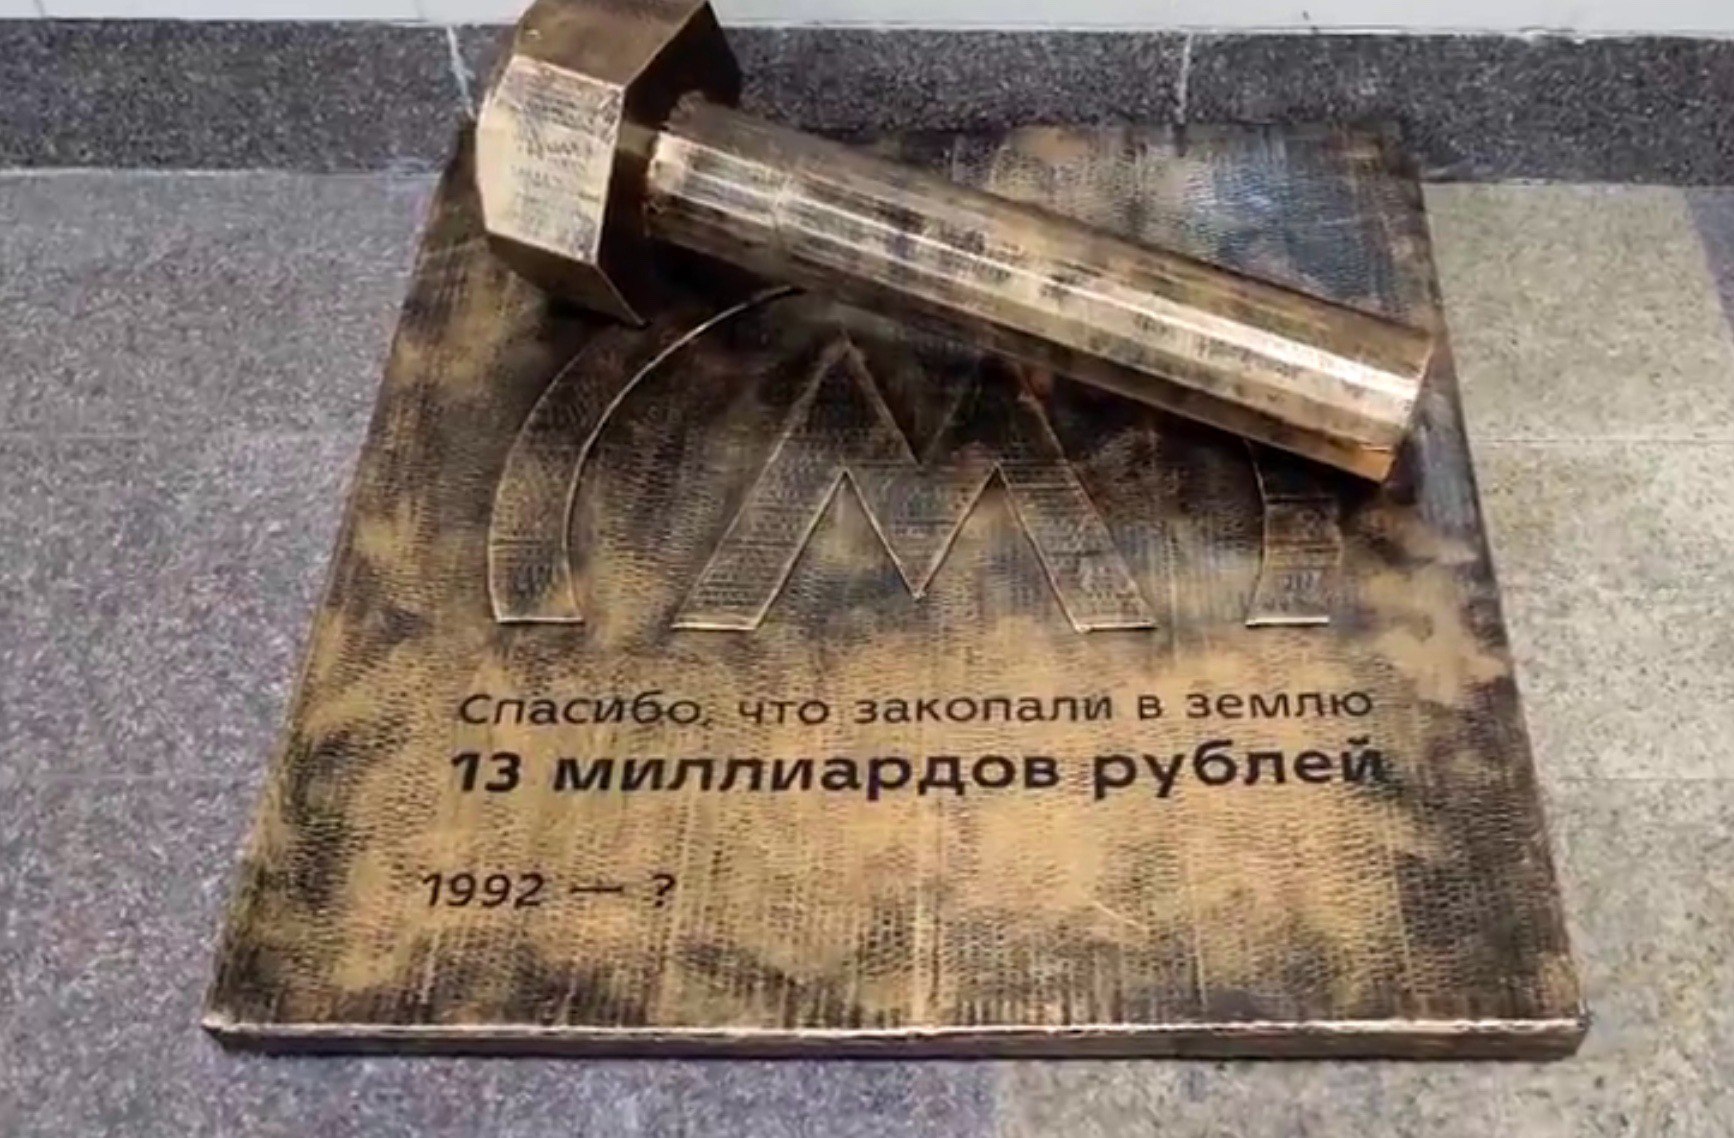 М
Спасибо, что закопали в землю
13 миллиардов рублей
1992 — ?